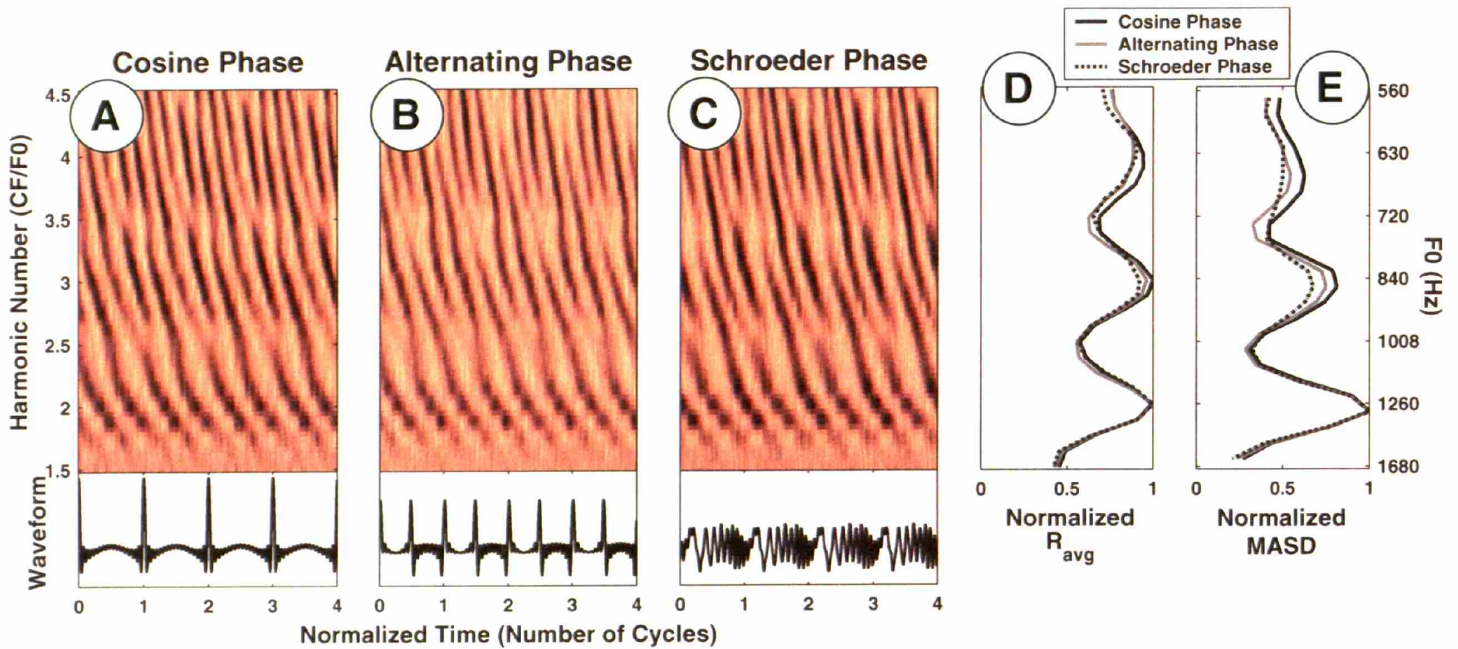 Cosine Phase
Alternating Phase
Schroeder Phase
A
B
C
Harmonic Number (CF/F0)
4.5
4
3.5
3
2.5
2
1.5
Waveform
0 1 2 3 4
0 1 2 3 4
0 1 2 3 4
Normalized Time (Number of Cycles)
Cosine Phase
Alternating Phase
Schroeder Phase
D
E
0 0.5 1
Normalized
Ravg
0 0.5 1
Normalized
MASD
560
630
720
840
1008
1260
1680
F0 (Hz)